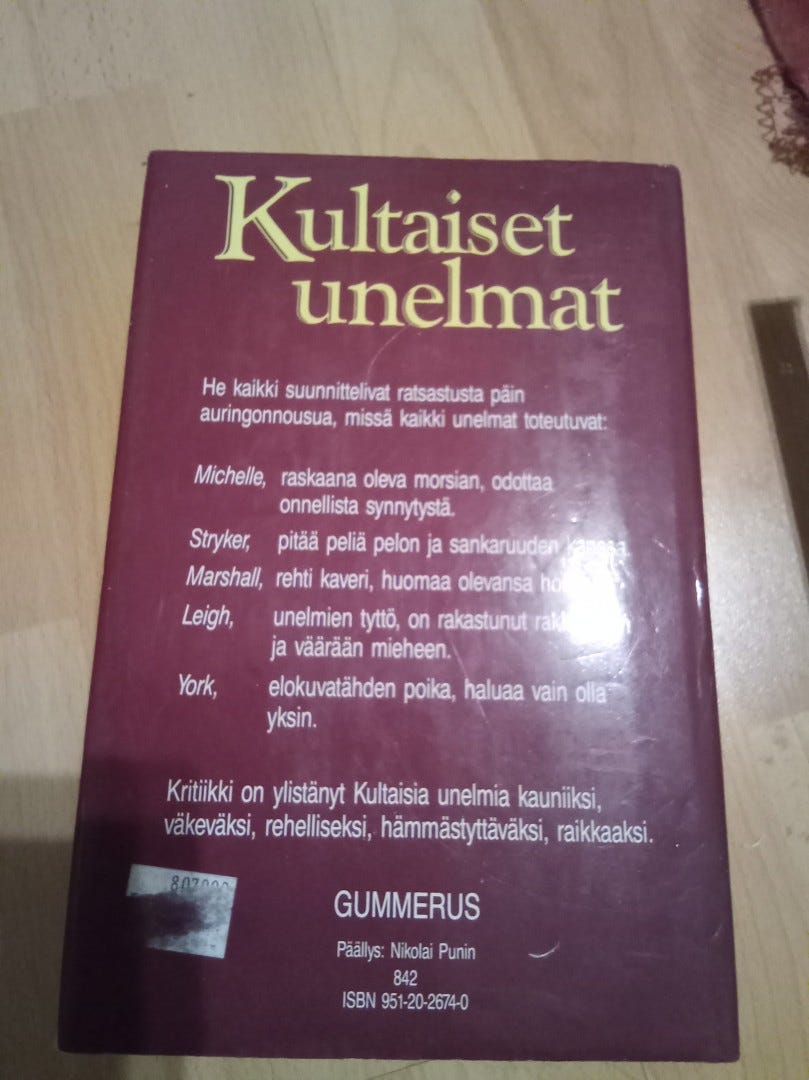 Kultaiset
unelmat
He kaikki suunnittelivat ratsastusta päin
auringonnousua, missä kaikki unelmat toteutuvat:
Michelle, raskaana oleva morsian, odottaa
onnellista synnytystä.
Stryker, pitää peliä pelon ja sankaruuden
Marshall, rehti kaveri, huomaa olevansa
Leigh, unelmien tyttö, on rakastunut
ja väärään mieheen.
York, elokuvatähden poika, haluaa vain olla
yksin.
Kritiikki on ylistänyt Kultaisia unelmia kauniiksi,
väkeväksi, rehelliseksi, hämmästyttäväksi, raikkaaksi.
GUMMERUS
Päällys: Nikolai Punin
842
ISBN 951-20-2674-0